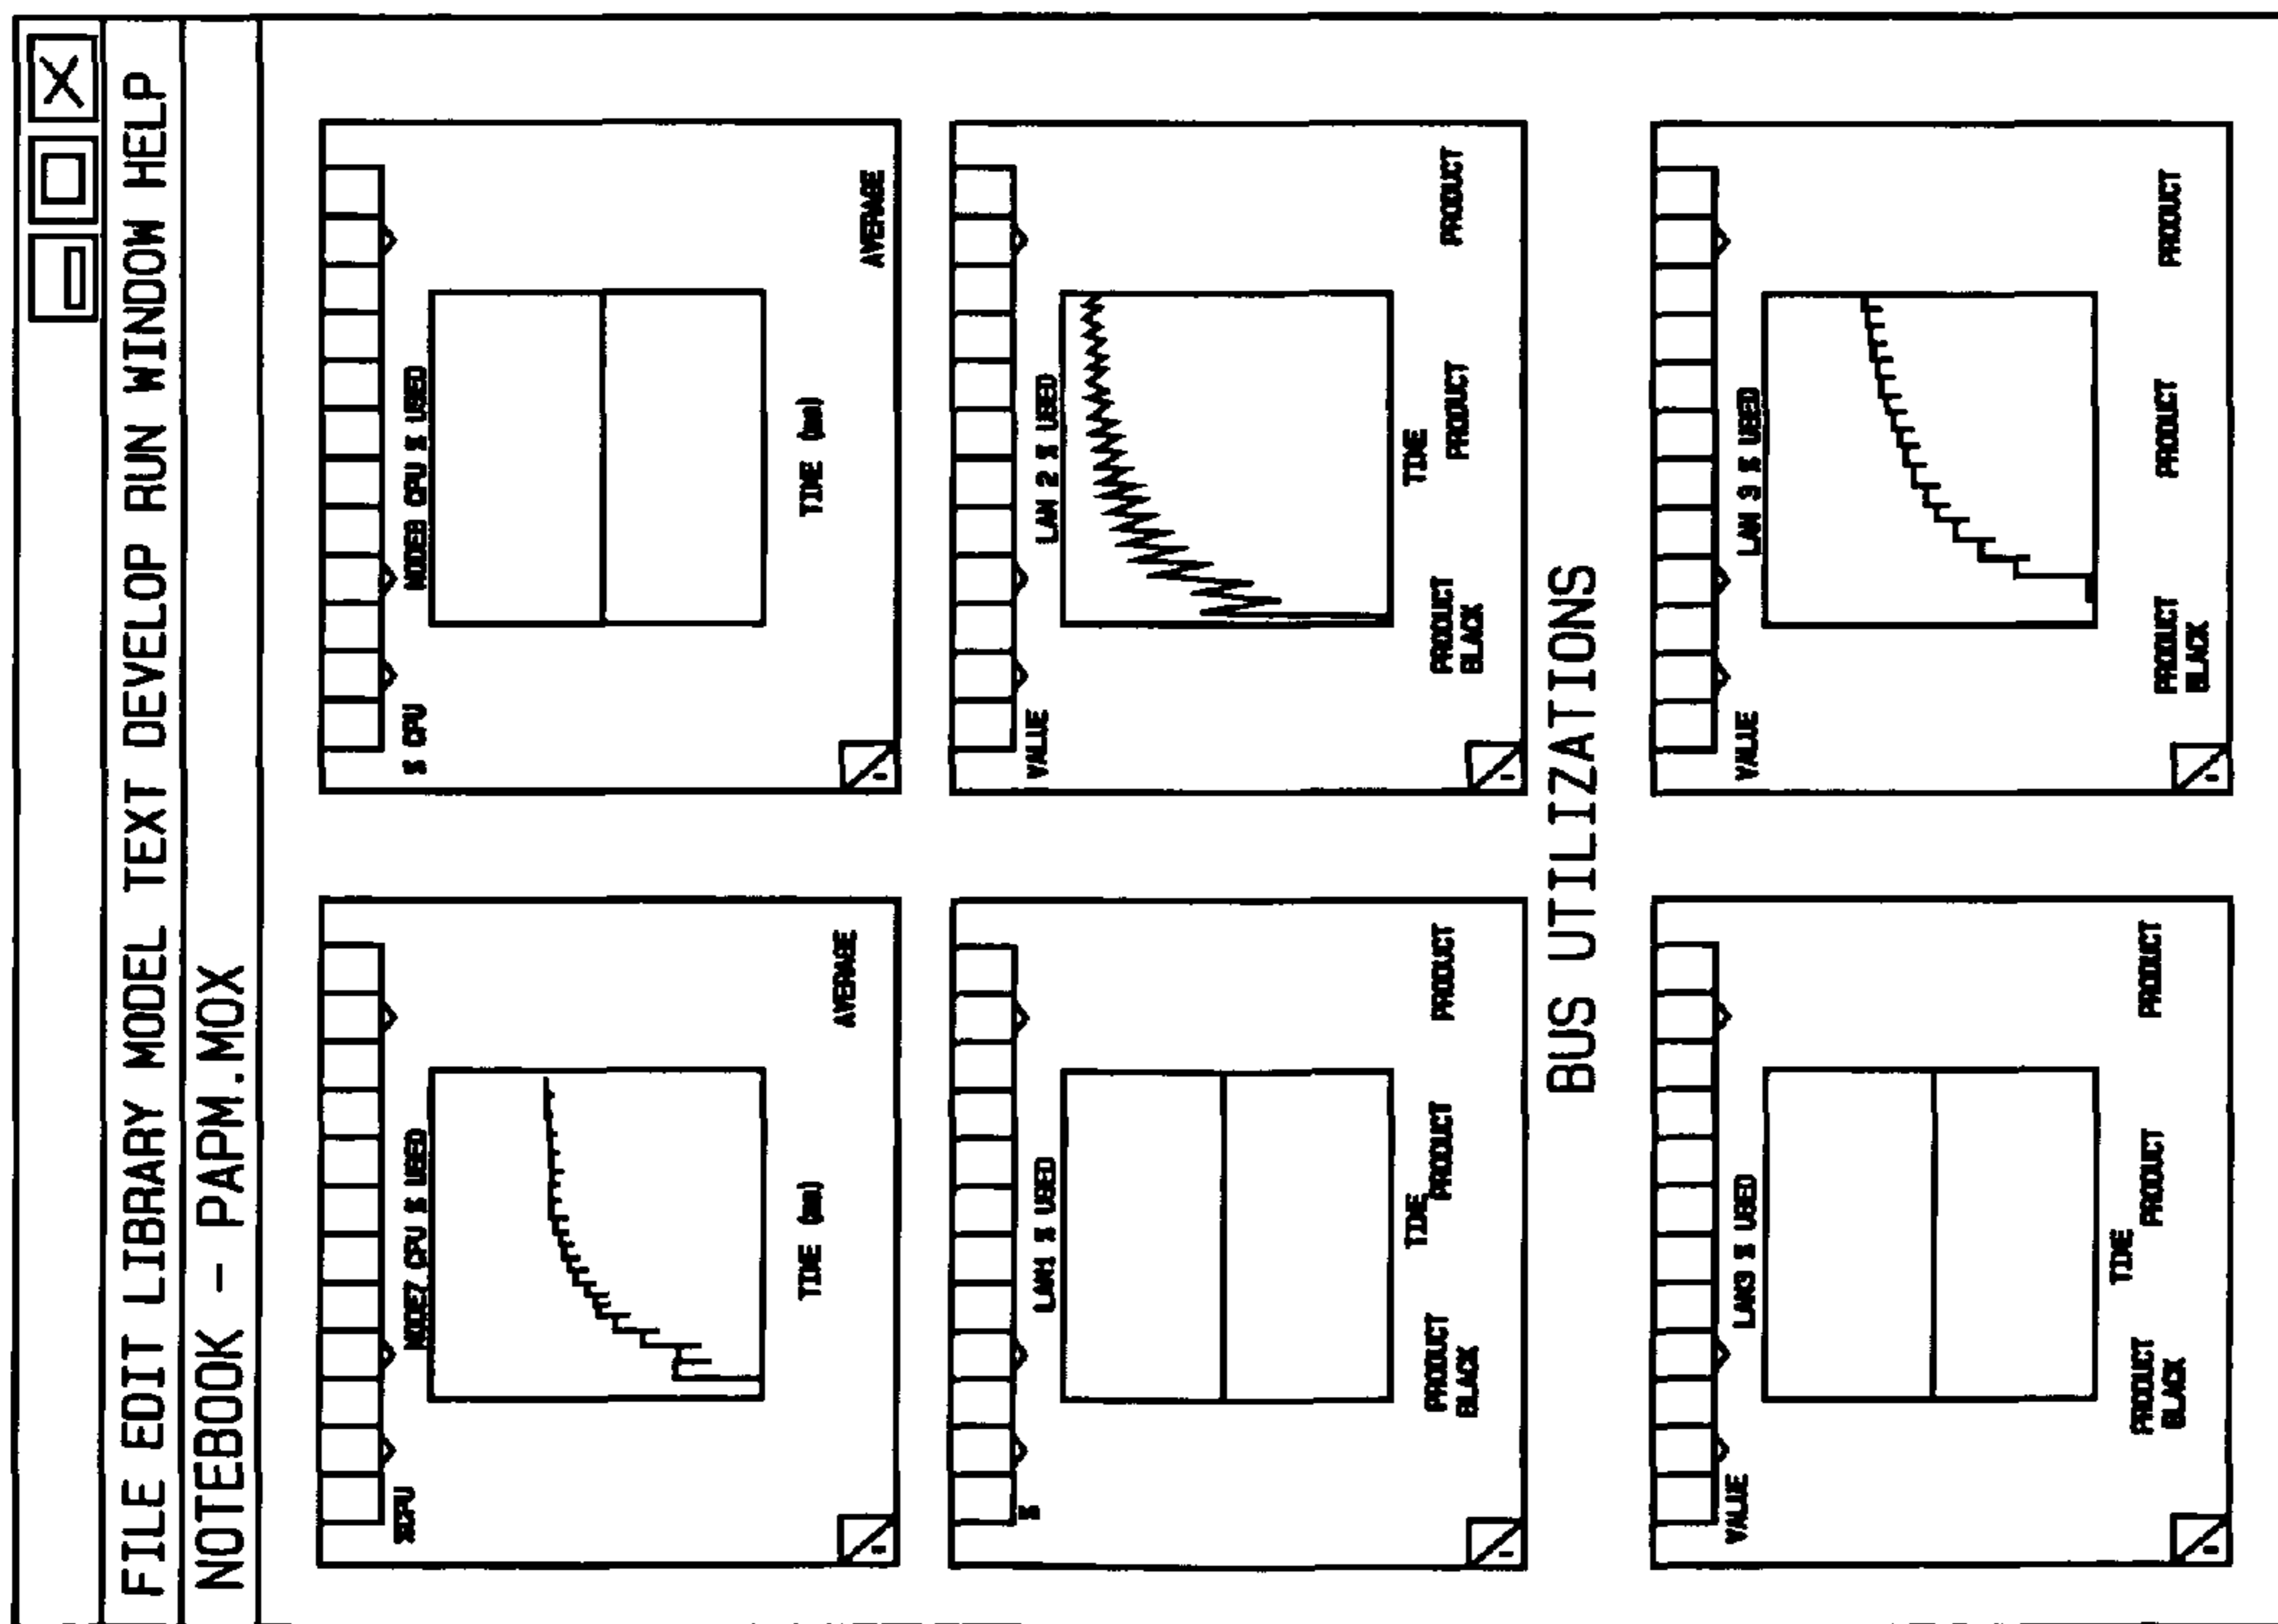 FILE EDIT LIBRARY MODEL TEXT DEVELOP RUN WINDOW HELP
NOTEBOOK - PAPM.MOX
%CPU
NODE7 CPU % USED
TIME (ms)
AVERAGE
% CPU
NODE8 CPU % USED
TIME (ms)
AVERAGE
%
LAN1 % USED
TIME
PRODUCT PRODUCT PRODUCT
BLACK
VALUE
LAN 2 % USED
TIME
PRODUCT PRODUCT PRODUCT
BLACK
BUS UTILIZATIONS
VALUE
LAN3 % USED
TIME
PRODUCT PRODUCT PRODUCT
BLACK
VALUE
LAN 3 % USED
PRODUCT PRODUCT PRODUCT
BLACK